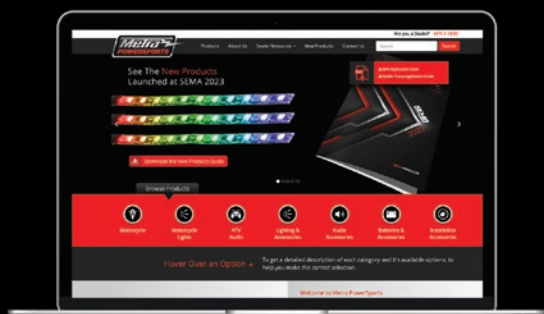 Are you a Dealer? APPLY HERE
Metra
POWERSPORTS
Products About Us Dealer Resources New Products Contact Us Search Search
See The New Products
Launched at SEMA 2023
Download the New Products Guide
Browse Products
Motorcycle
Motorcycle
Lights
ATV
Audio
Lighting &
Accessories
Audio
Accessories
Batteries &
Accessories
Installation
Accessories
Hover Over an Option
To get a detailed description of each category and it's available options, to
help you make the correct selection.
Welcome to Metra PowerSports